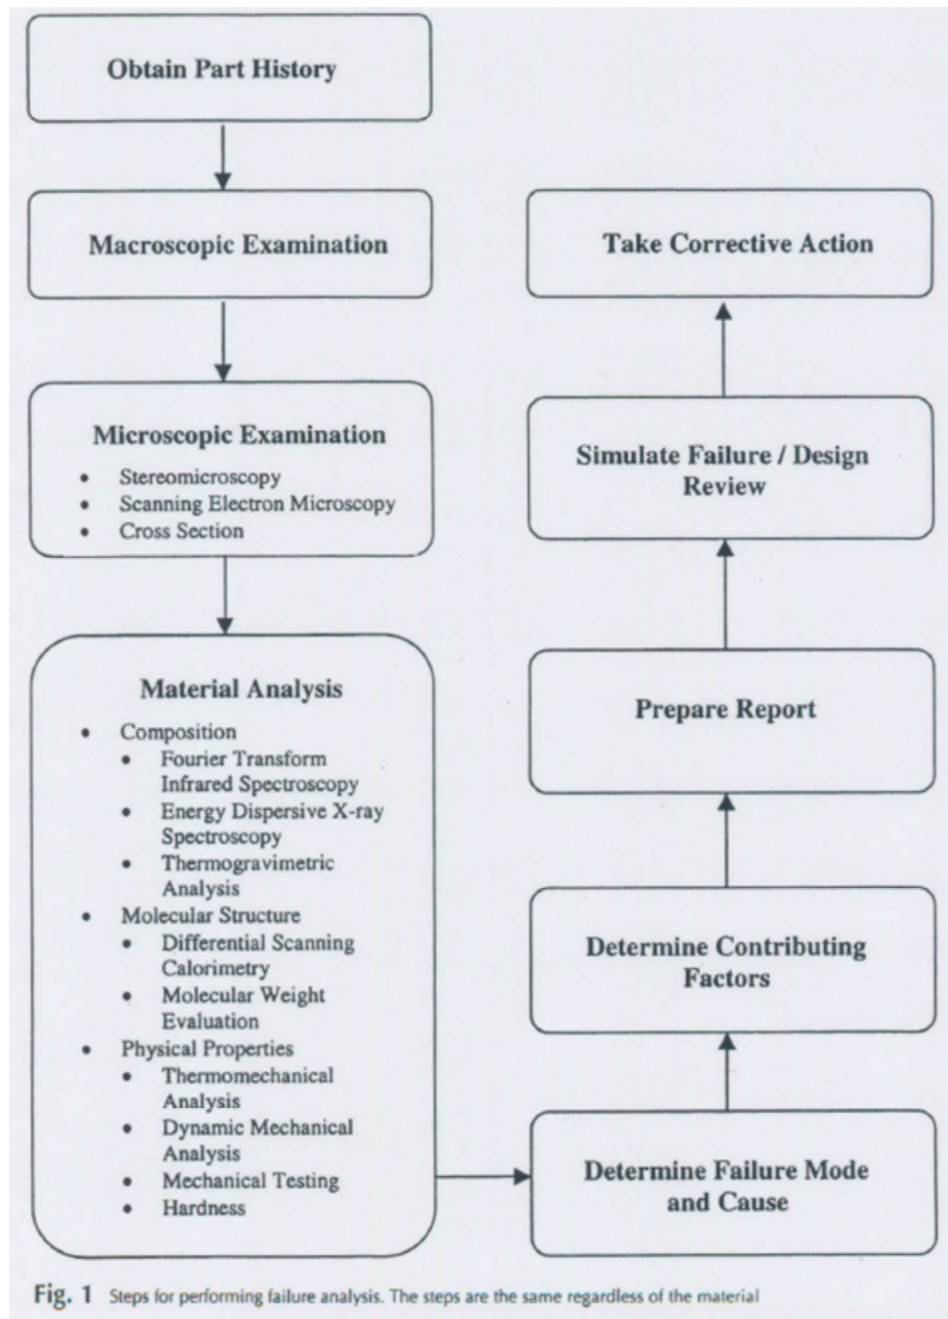 Obtain Part History
Macroscopic Examination
Microscopic Examination
• Stereomicroscopy
• Scanning Electron Microscopy
• Cross Section
Material Analysis
• Composition
• Fourier Transform
Infrared Spectroscopy
• Energy Dispersive X-ray
Spectroscopy
• Thermogravimetric
Analysis
• Molecular Structure
• Differential Scanning
Calorimetry
• Molecular Weight
Evaluation
• Physical Properties
• Thermomechanical
Analysis
• Dynamic Mechanical
Analysis
• Mechanical Testing
• Hardness
Determine Failure Mode
and Cause
Determine Contributing
Factors
Prepare Report
Simulate Failure / Design
Review
Take Corrective Action
Fig. 1 Steps for performing failure analysis. The steps are the same regardless of the material